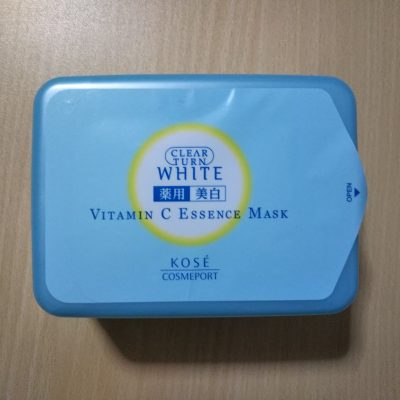 CLEAR
TURN
WHITE
薬用 美白
VITAMIN C ESSENCE MASK
OPEN
KOSÉ
COSMEPORT